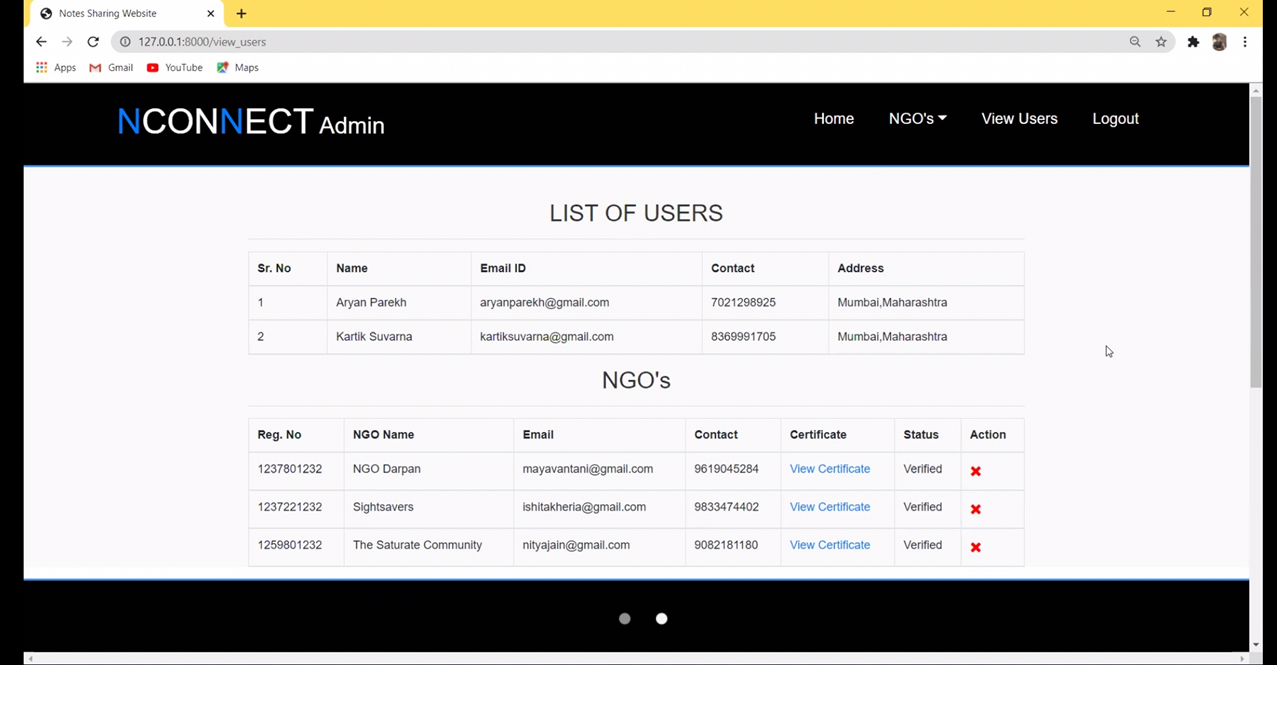 Notes Sharing Website
127.0.0.1:8000/view_users
Apps Gmail YouTube Maps
NCONNECT Admin Home NGO's View Users Logout
LIST OF USERS
Sr. No Name Email ID Contact Address
1 Aryan Parekh aryanparekh@gmail.com 7021298925 Mumbai,Maharashtra
2 Kartik Suvarna kartiksuvarna@gmail.com 8369991705 Mumbai,Maharashtra
NGO's
Reg. No NGO Name Email Contact Certificate Status Action
1237801232 NGO Darpan mayavantani@gmail.com 9619045284 View Certificate Verified
1237221232 Sightsavers ishitakheria@gmail.com 9833474402 View Certificate Verified
1259801232 The Saturate Community nityajain@gmail.com 9082181180 View Certificate Verified